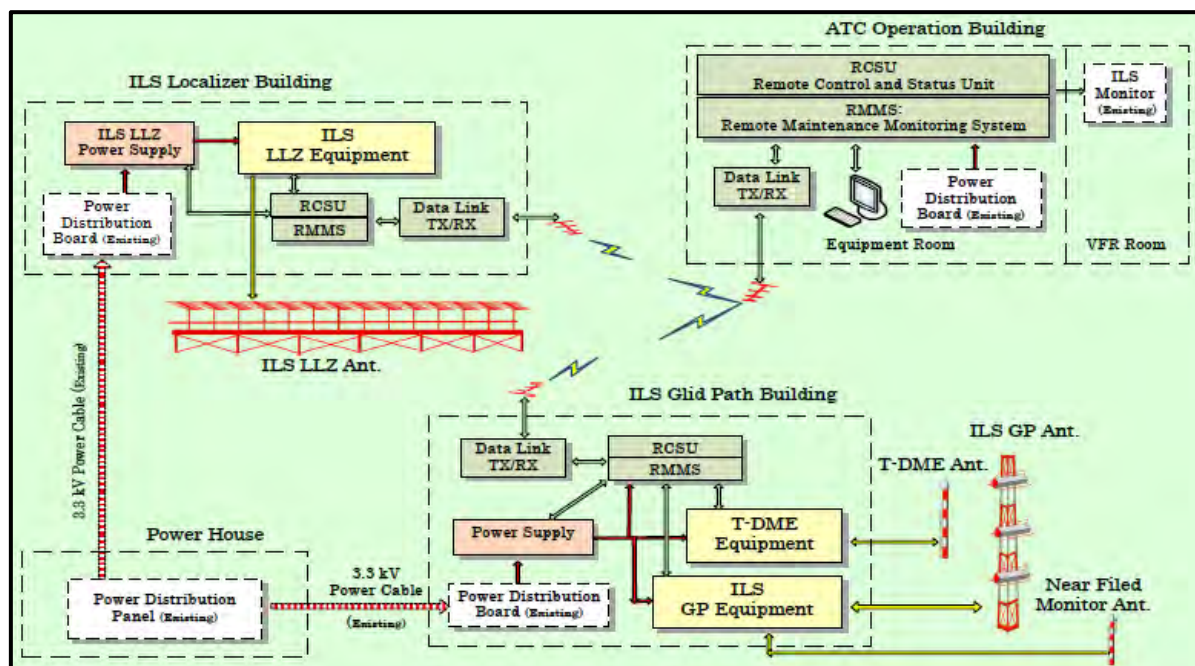 ATC Operation Building
RCSU
Remote Control and Status Unit
RMMS:
Remote Maintenance Monitoring System
ILS
Monitor
(Existing)
Data Link
TX/RX
Power
Distribution
Board (Existing)
Equipment Room
VFR Room
ILS Localizer Building
ILS LLZ
Power Supply
ILS
LLZ Equipment
Power
Distribution
Board (Existing)
RCSU
RMMS
Data Link
TX/RX
ILS LLZ Ant.
3.3 kV Power Cable (Existing)
ILS Glid Path Building
Data Link
TX/RX
RCSU
RMMS
Power Supply
T-DME
Equipment
Power Distribution
Board (Existing)
ILS
GP Equipment
ILS GP Ant.
T-DME Ant.
Near Filed
Monitor Ant.
Power House
Power Distribution
Panel (Existing)
3.3 kV
Power Cable
(Existing)